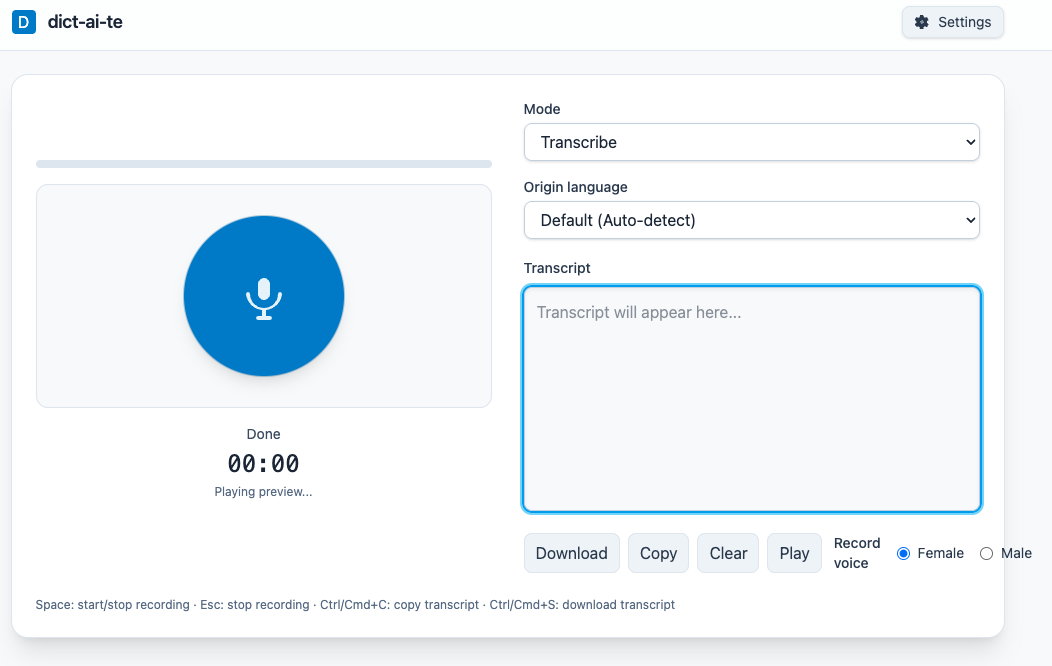 D dict-ai-te
Settings
Mode
Transcribe
Origin language
Default (Auto-detect)
Transcript
Transcript will appear here...
Done
00:00
Playing preview...
Download Copy Clear Play Record voice Female Male
Space: start/stop recording · Esc: stop recording · Ctrl/Cmd+C: copy transcript · Ctrl/Cmd+S: download transcript